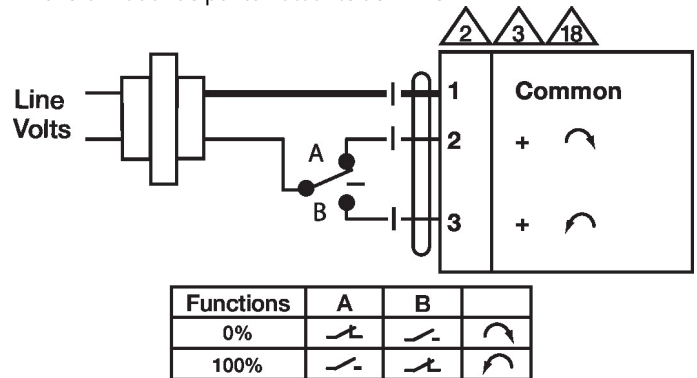 2 3 18
Line
Volts
1 Common
A
2 +
B
3 +
Functions A B
0%
100%